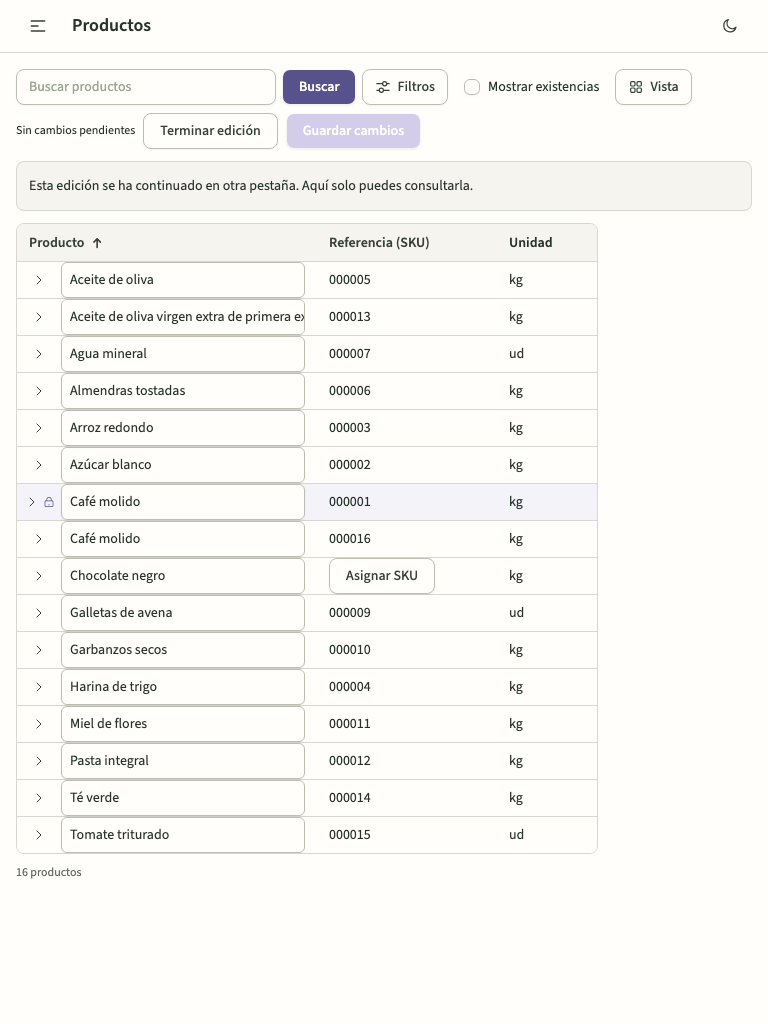 Productos
Buscar productos
Buscar
Filtros
Mostrar existencias
Vista
Sin cambios pendientes
Terminar edición
Guardar cambios
Esta edición se ha continuado en otra pestaña. Aquí solo puedes consultarla.
Producto ↑ Referencia (SKU) Unidad
Aceite de oliva 000005 kg
Aceite de oliva virgen extra de primera 000013 kg
Agua mineral 000007 ud
Almendras tostadas 000006 kg
Arroz redondo 000003 kg
Azúcar blanco 000002 kg
Café molido 000001 kg
Café molido 000016 kg
Chocolate negro Asignar SKU kg
Galletas de avena 000009 ud
Garbanzos secos 000010 kg
Harina de trigo 000004 kg
Miel de flores 000011 kg
Pasta integral 000012 kg
Té verde 000014 kg
Tomate triturado 000015 ud
16 productos